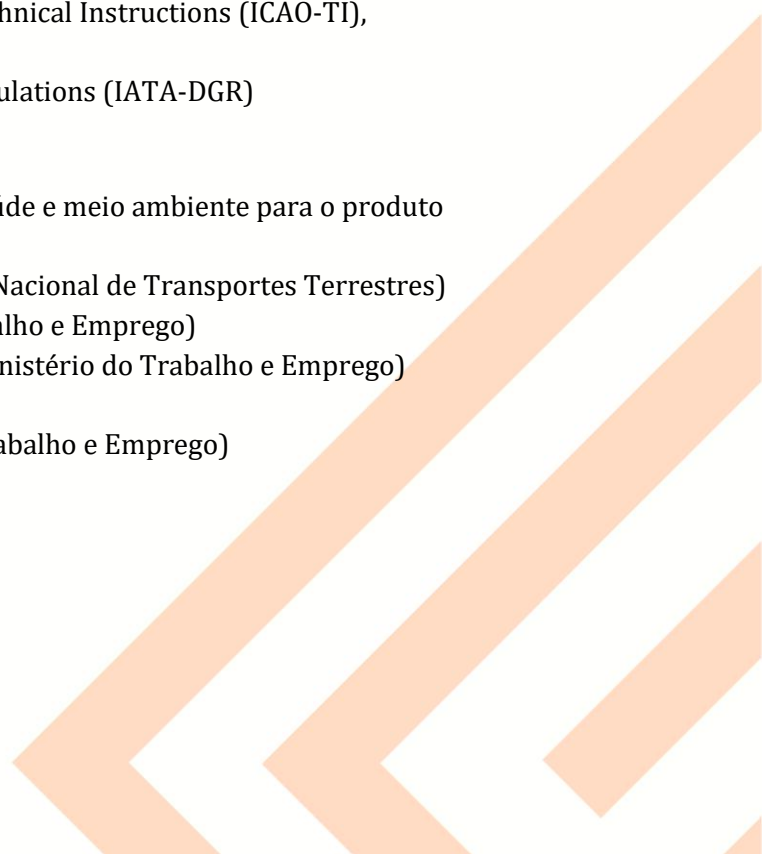 hnical Instructions (ICAO-TI),
ulations (IATA-DGR)
úde e meio ambiente para o produto
Nacional de Transportes Terrestres)
alho e Emprego)
nistério do Trabalho e Emprego)
abalho e Emprego)